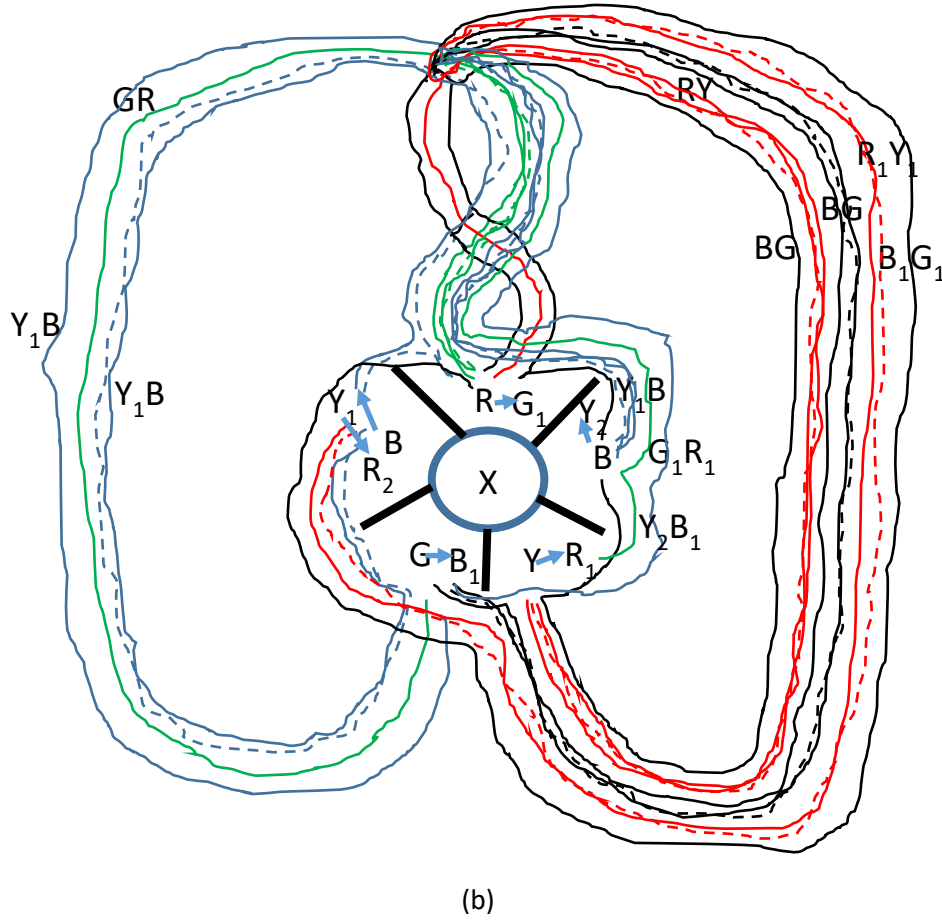 GR
RY
R₁Y₁
BG
BG
B₁G₁
Y₁B
Y₁B
Y₁B
R→G₁
Y₁
Y₂
B
B
R₂
G₁R₁
X
Y₂B₁
G→B₁
Y→R₁
(b)